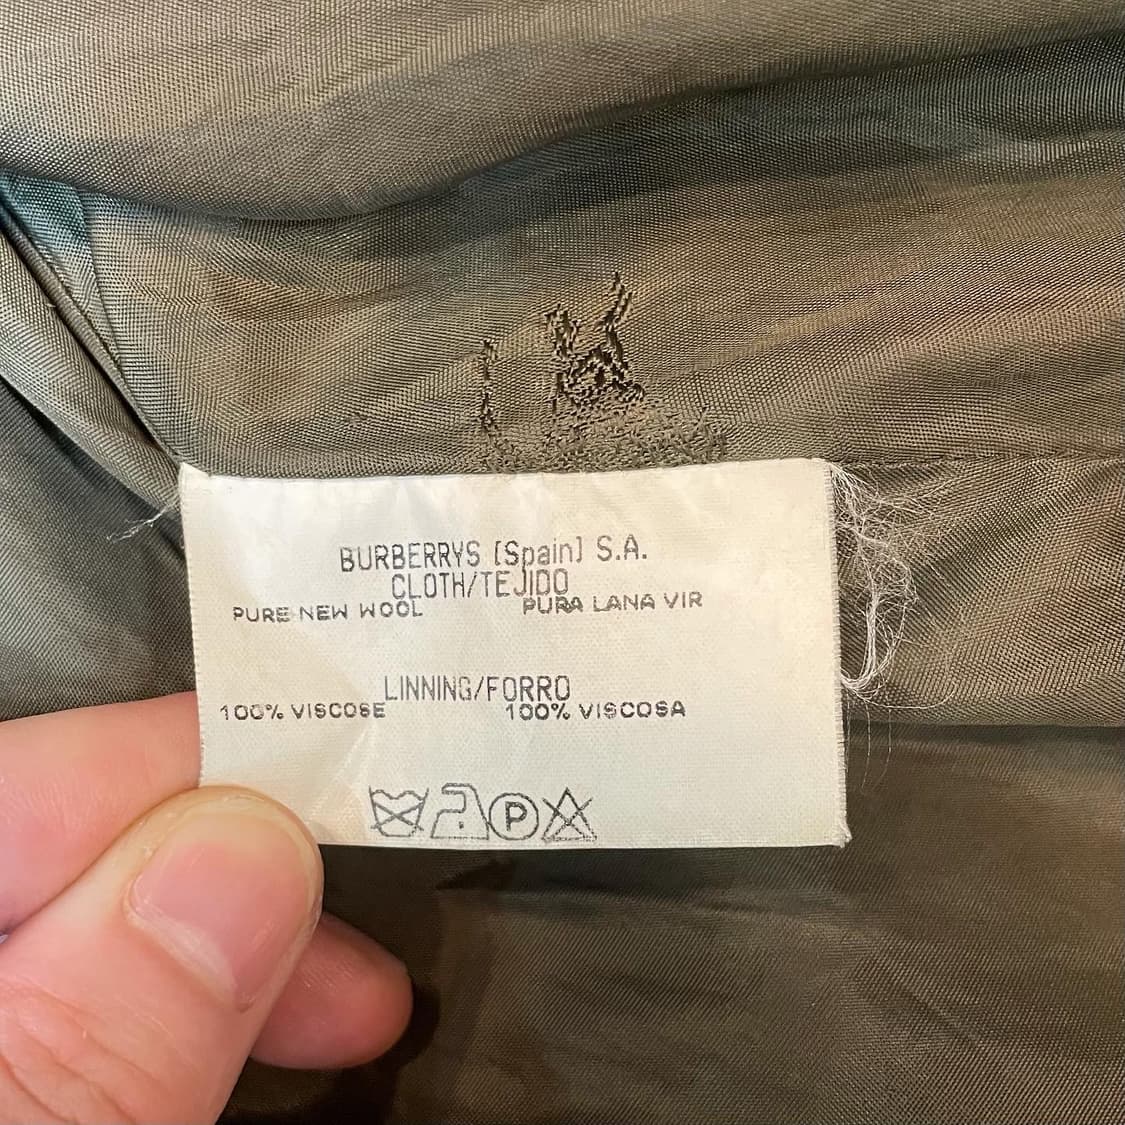 BURBERRYS [Spain] S.A.
CLOTH/TEJIDO
PURE NEW WOOL PURA LANA VIR
LINNING/FORRO
100% VISCOSE 100% VISCOSA
P